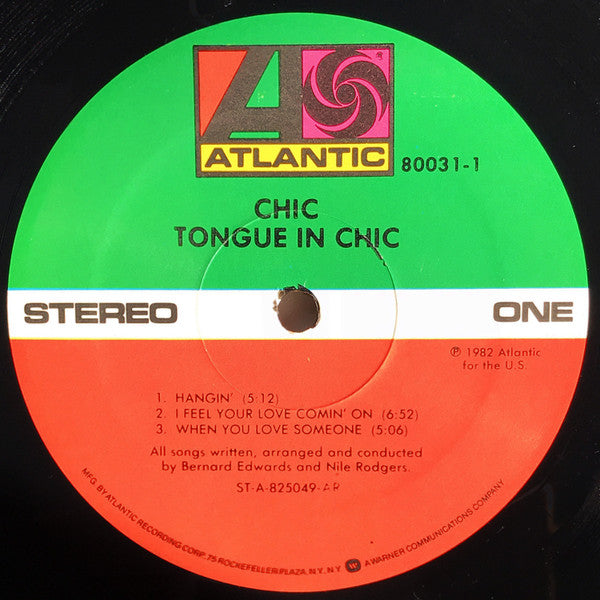 ATLANTIC
80031-1
CHIC
TONGUE IN CHIC
STEREO
ONE
℗ 1982 Atlantic
for the U.S.
1. HANGIN' (5:12)
2. I FEEL YOUR LOVE COMIN' ON (6:52)
3. WHEN YOU LOVE SOMEONE (5:06)
All songs written, arranged and conducted
by Bernard Edwards and Nile Rodgers.
ST-A-825049-AR
MFG. BY ATLANTIC RECORDING CORP. 75 ROCKEFELLER PLAZA, N.Y., N.Y. W A WARNER COMMUNICATIONS COMPANY